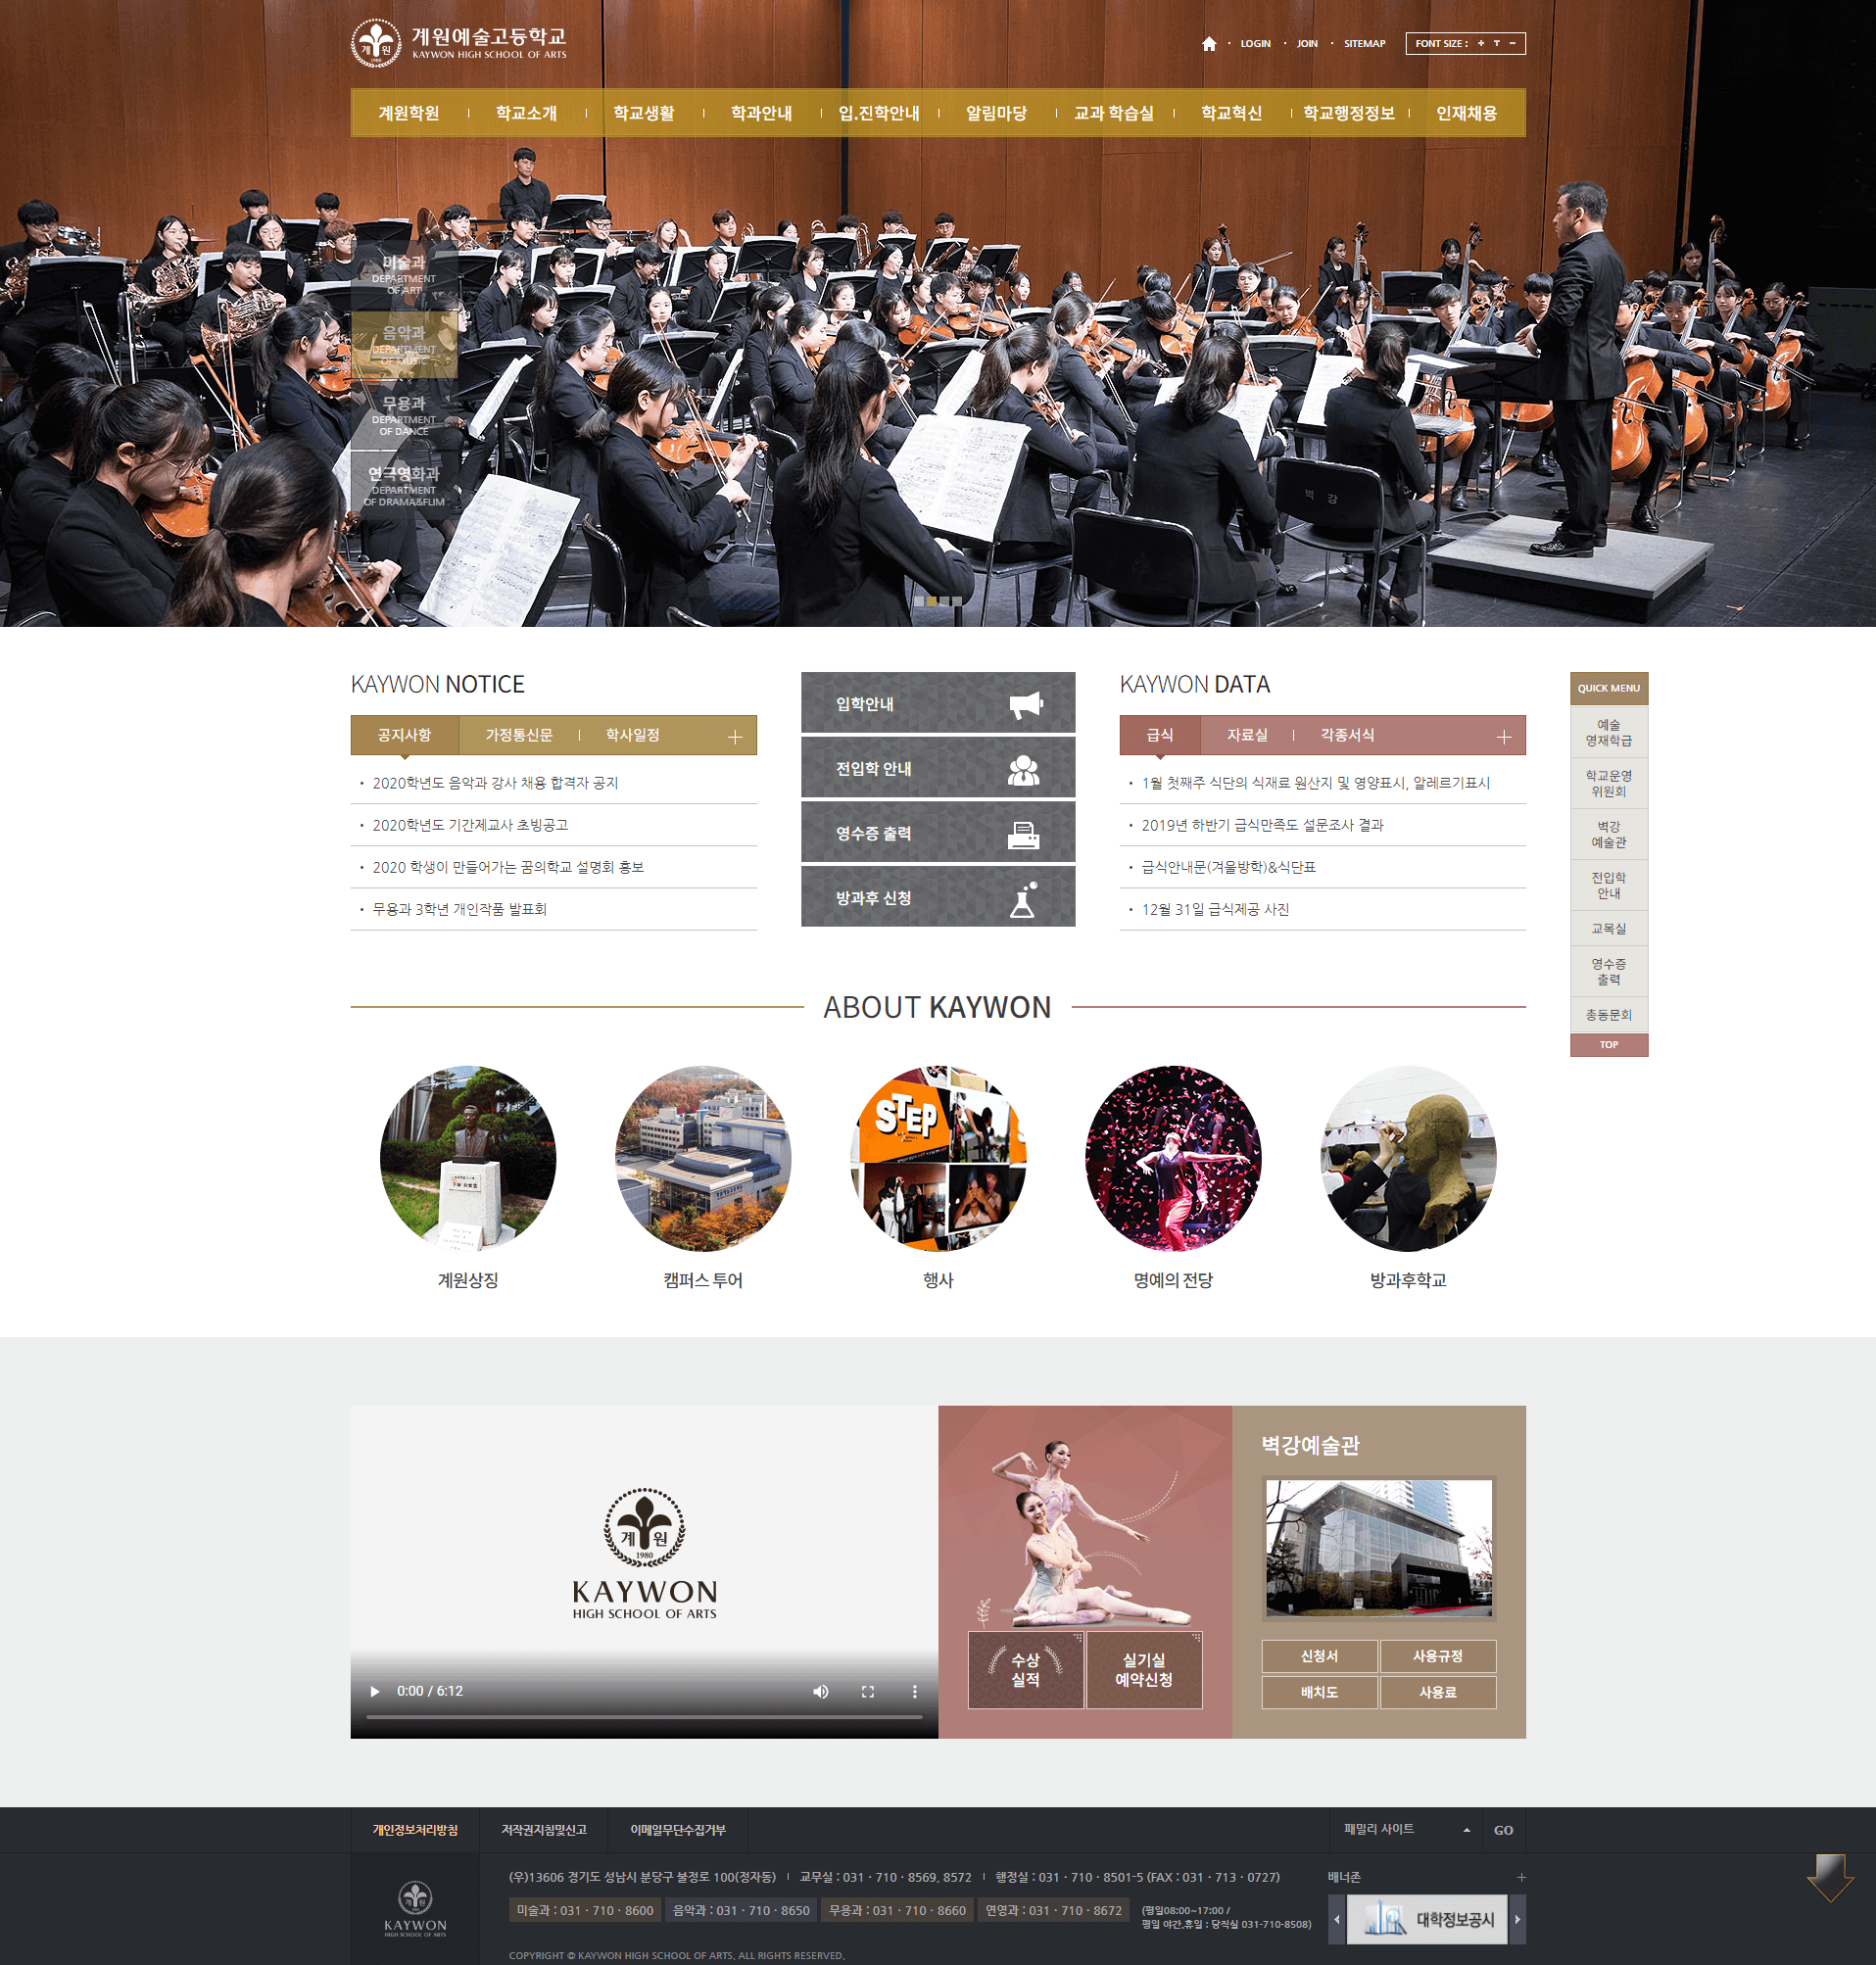 계원예술고등학교
KAYWON HIGH SCHOOL OF ARTS
LOGIN
JOIN
SITEMAP
FONT SIZE : + T −
계원학원
학교소개
학교생활
학과안내
입.진학안내
알림마당
교과 학습실
학교혁신
학교행정정보
인재채용
미술과
DEPARTMENT
OF ART
음악과
DEPARTMENT
OF MUSIC
무용과
DEPARTMENT
OF DANCE
연극영화과
DEPARTMENT
OF DRAMA&FLIM
벽 강
KAYWON NOTICE
공지사항
가정통신문
학사일정
2020학년도 음악과 강사 채용 합격자 공지
2020학년도 기간제교사 초빙공고
2020 학생이 만들어가는 꿈의학교 설명회 홍보
무용과 3학년 개인작품 발표회
입학안내
전입학 안내
영수증 출력
방과후 신청
KAYWON DATA
급식
자료실
각종서식
1월 첫째주 식단의 식재료 원산지 및 영양표시, 알레르기표시
2019년 하반기 급식만족도 설문조사 결과
급식안내문(겨울방학)&식단표
12월 31일 급식제공 사진
QUICK MENU
예술
영재학급
학교운영
위원회
벽강
예술관
전입학
안내
교목실
영수증
출력
총동문회
TOP
ABOUT KAYWON
STEP
계원상징
캠퍼스 투어
행사
명예의 전당
방과후학교
계 원
1980
KAYWON
HIGH SCHOOL OF ARTS
0:00 / 6:12
수상
실적
실기실
예약신청
벽강예술관
신청서
사용규정
배치도
사용료
개인정보처리방침
저작권지침및신고
이메일무단수집거부
패밀리 사이트
GO
KAYWON
HIGH SCHOOL OF ARTS
(우)13606 경기도 성남시 분당구 불정로 100(정자동)
교무실 : 031 · 710 · 8569, 8572
행정실 : 031 · 710 · 8501-5 (FAX : 031 · 713 · 0727)
미술과 : 031 · 710 · 8600
음악과 : 031 · 710 · 8650
무용과 : 031 · 710 · 8660
연영과 : 031 · 710 · 8672
(평일08:00~17:00 /
평일 야간,휴일 : 당직실 031-710-8508)
배너존
대학정보공시
COPYRIGHT © KAYWON HIGH SCHOOL OF ARTS, ALL RIGHTS RESERVED,